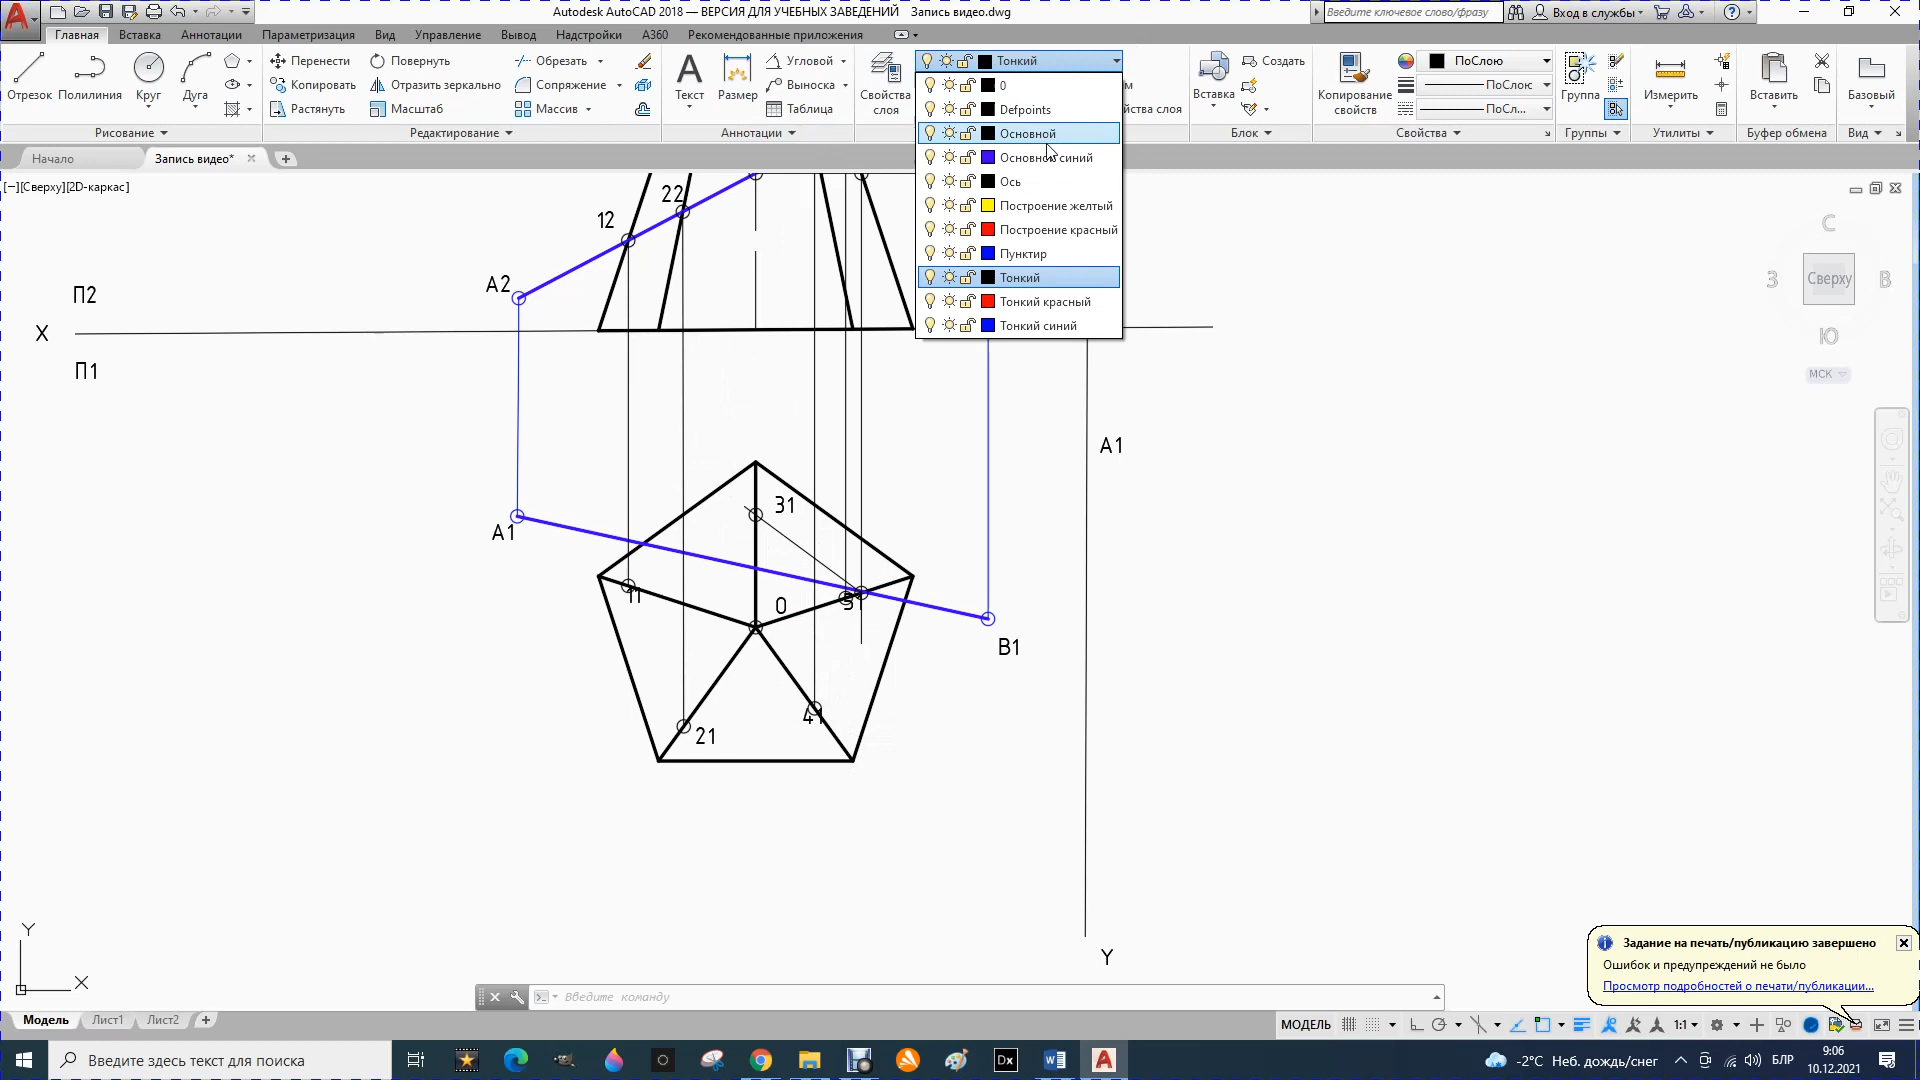 Autodesk AutoCAD 2018 — ВЕРСИЯ ДЛЯ УЧЕБНЫХ ЗАВЕДЕНИЙ Запись видео.dwg
Введите ключевое слово/фразу
Вход в службы
Главная Вставка Аннотации Параметризация Вид Управление Вывод Надстройки A360 Рекомендованные приложения
Отрезок Полилиния Круг Дуга
Рисование
Перенести Повернуть Обрезать
Копировать Отразить зеркально Сопряжение
Растянуть Масштаб Массив
Редактирование
Текст Размер
Угловой
Выноска
Таблица
Аннотации
Свойства слоя
Тонкий
0
Defpoints
Основной
Основной синий
Ось
Построение желтый
Построение красный
Пунктир
Тонкий
Тонкий красный
Тонкий синий
Вставка
Создать
Блок
Копирование свойств
ПоСлою
ПоСлою
ПоСл...
Свойства
Группа
Группы
Измерить
Утилиты
Вставить
Буфер обмена
Базовый
Вид
Начало
Запись видео*
[−][Сверху][2D-каркас]
С
З
Сверху
В
Ю
МСК
22
12
A2
П2
X
П1
A1
31
A1
11
0
51
B1
41
21
Y
Y
X
Введите команду
Модель Лист1 Лист2
МОДЕЛЬ
1:1
Задание на печать/публикацию завершено
Ошибок и предупреждений не было
Просмотр подробностей о печати/публикации...
Введите здесь текст для поиска
Dx
-2°C Неб. дождь/снег
БЛР
9:06
10.12.2021